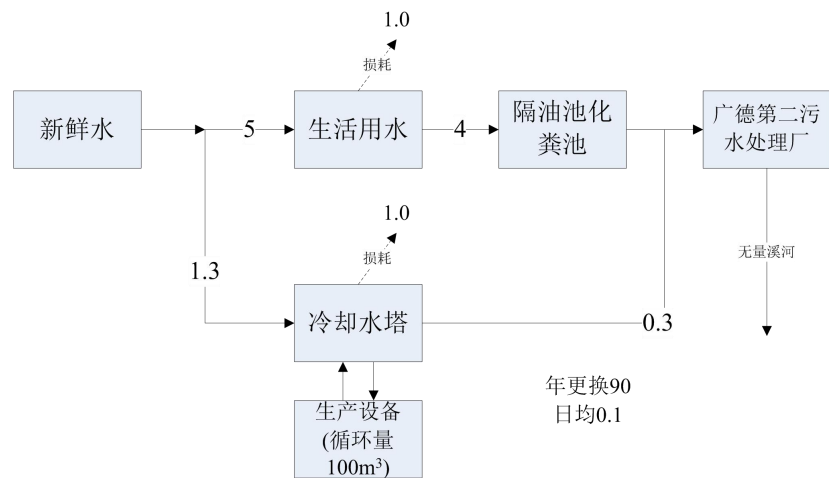 1.0
损耗
新鲜水
5
生活用水
4
隔油池化
粪池
广德第二污
水处理厂
1.0
损耗
无量溪河
1.3
冷却水塔
0.3
年更换90
日均0.1
生产设备
(循环量
100m³)